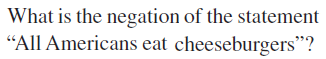 What is the negation of the statement
“All Americans eat cheeseburgers”?